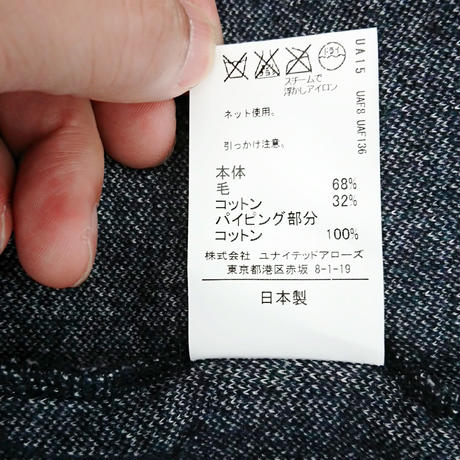 ドライ
スチームで
浮かしアイロン
ネット使用。
引っかけ注意。
本体
毛 68%
コットン 32%
パイピング部分
コットン 100%
株式会社 ユナイテッドアローズ
東京都港区赤坂 8-1-19
日本製
UA15 UAF8 UAF136